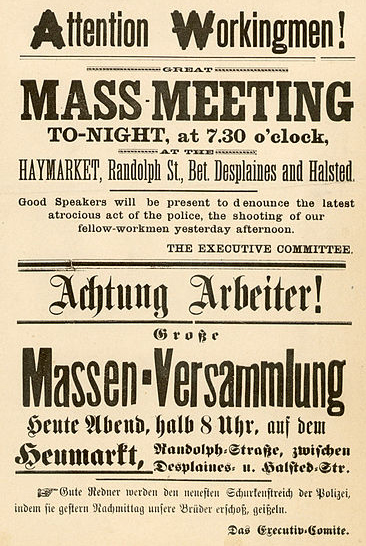 Attention Workingmen!
GREAT
MASS-MEETING
TO-NIGHT, at 7.30 o'clock,
AT THE
HAYMARKET, Randolph St., Bet. Desplaines and Halsted.
Good Speakers will be present to denounce the latest
atrocious act of the police, the shooting of our
fellow-workmen yesterday afternoon.
THE EXECUTIVE COMMITTEE.
Achtung Arbeiter!
Große
Massen-Versammlung
Heute Abend, halb 8 Uhr, auf dem
Heumarkt, Randolph-Straße, zwischen
Desplaines- u. Halsted-Str.
☞ Gute Redner werden den neuesten Schurkenstreich der Polizei,
indem sie gestern Nachmittag unsere Brüder erschoß, geißeln.
Das Executiv-Comite.